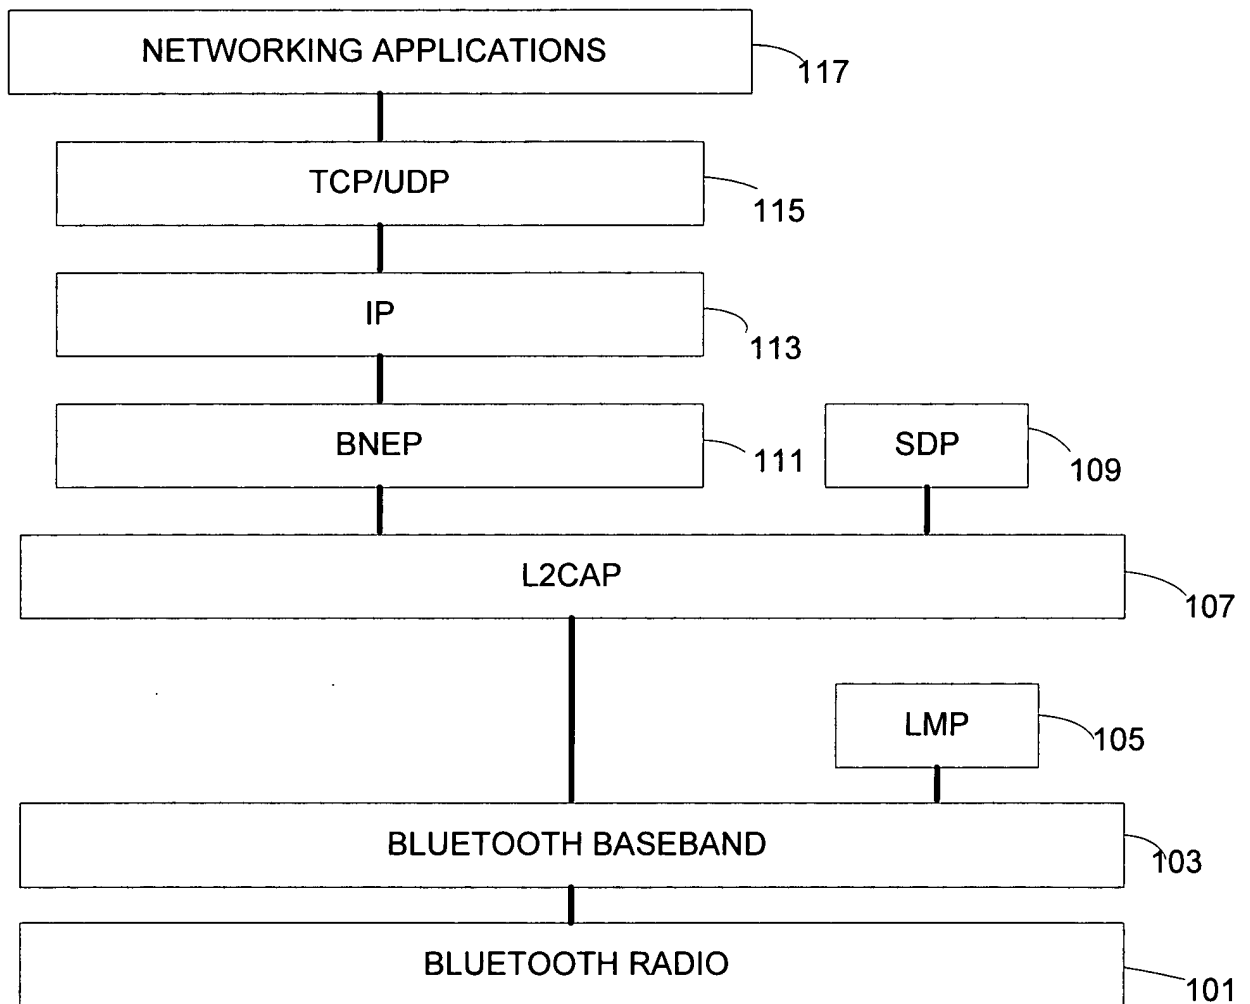 NETWORKING APPLICATIONS
117
TCP/UDP
115
IP
113
BNEP
111
SDP
109
L2CAP
107
LMP
105
BLUETOOTH BASEBAND
103
BLUETOOTH RADIO
101